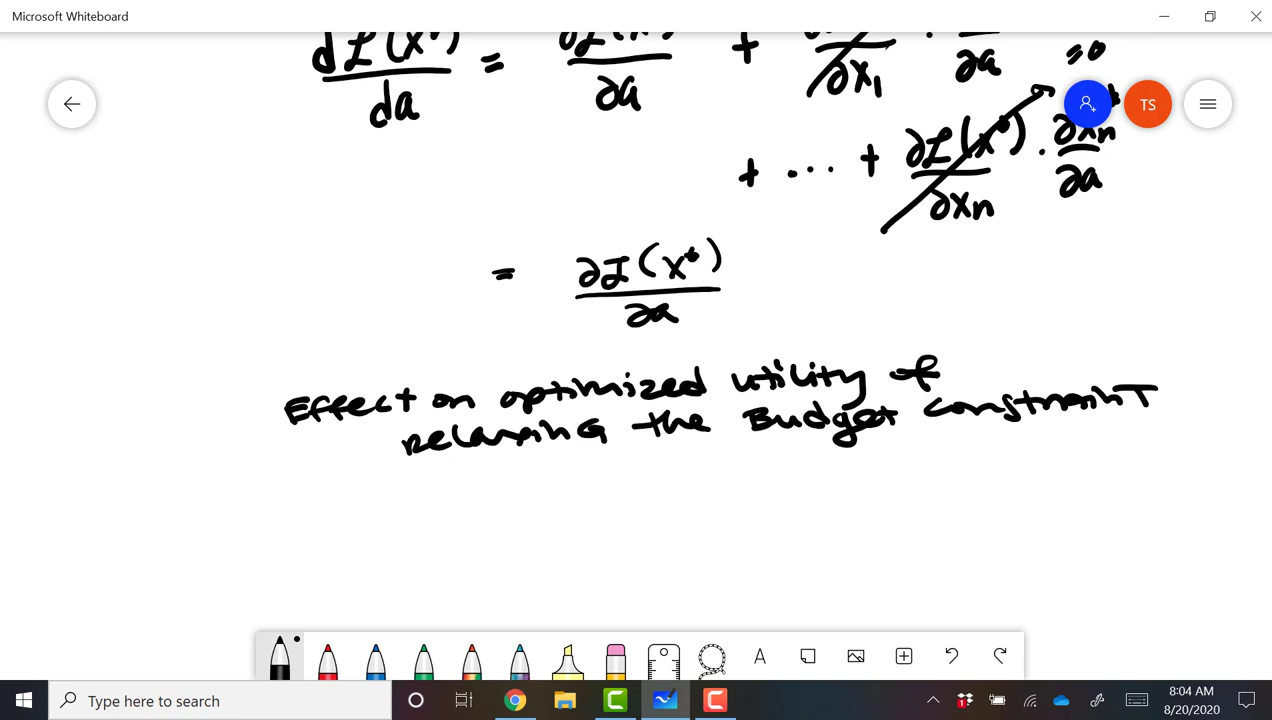 Microsoft Whiteboard
dℒ(x*)/da = ∂ℒ(x*)/∂a + /∂x1 · /∂a = 0
+ ... + ∂ℒ(x*)/∂xn · ∂xn*/∂a
TS
= ∂ℒ(x*)/∂a
Effect on optimized utility of
relaxing the Budget constraint
Type here to search
1
8:04 AM
8/20/2020